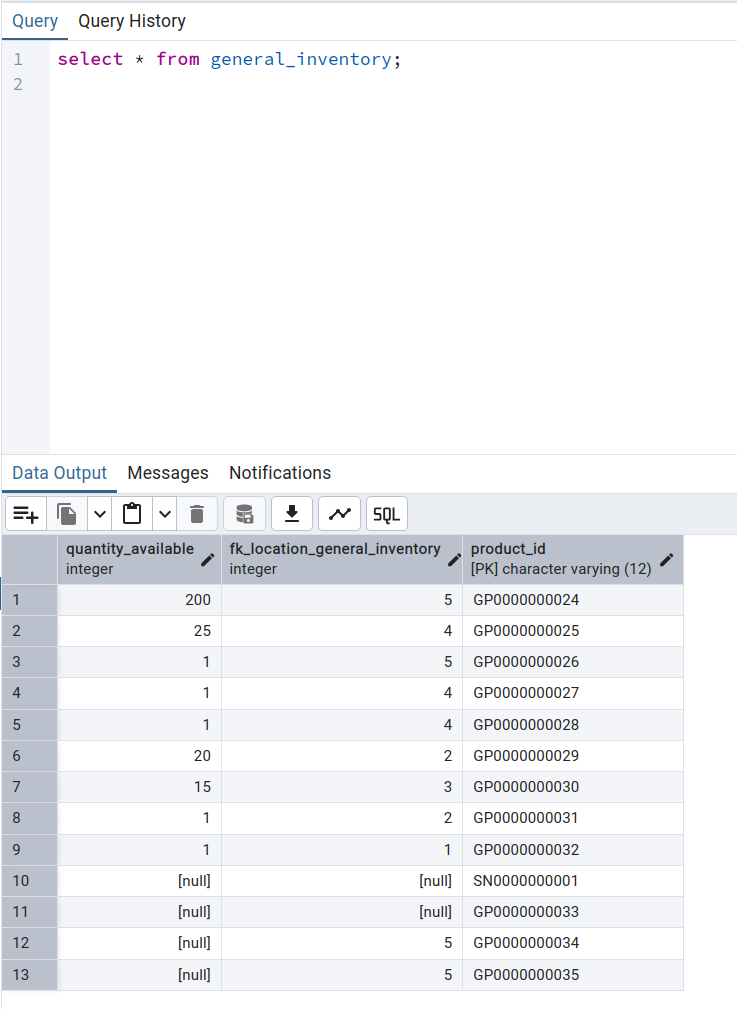 Query Query History
1 select * from general_inventory;
2
Data Output Messages Notifications
SQL
quantity_available fk_location_general_inventory product_id
integer integer [PK] character varying (12)
1 200 5 GP0000000024
2 25 4 GP0000000025
3 1 5 GP0000000026
4 1 4 GP0000000027
5 1 4 GP0000000028
6 20 2 GP0000000029
7 15 3 GP0000000030
8 1 2 GP0000000031
9 1 1 GP0000000032
10 [null] [null] SN0000000001
11 [null] [null] GP0000000033
12 [null] 5 GP0000000034
13 [null] 5 GP0000000035